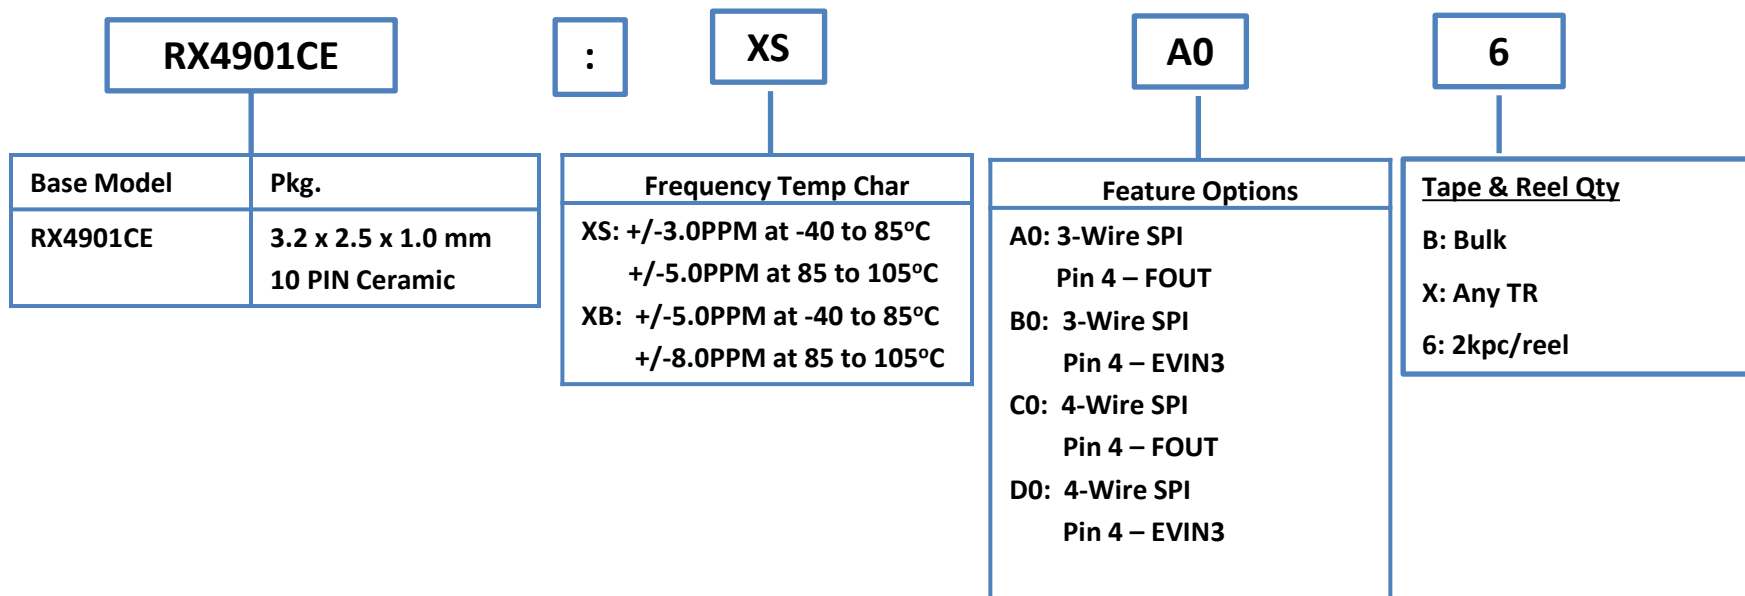 RX4901CE
:
XS
A0
6
Base Model
Pkg.
RX4901CE
3.2 x 2.5 x 1.0 mm
10 PIN Ceramic
Frequency Temp Char
XS: +/-3.0PPM at -40 to 85°C
+/-5.0PPM at 85 to 105°C
XB: +/-5.0PPM at -40 to 85°C
+/-8.0PPM at 85 to 105°C
Feature Options
A0: 3-Wire SPI
Pin 4 – FOUT
B0: 3-Wire SPI
Pin 4 – EVIN3
C0: 4-Wire SPI
Pin 4 – FOUT
D0: 4-Wire SPI
Pin 4 – EVIN3
Tape & Reel Qty
B: Bulk
X: Any TR
6: 2kpc/reel